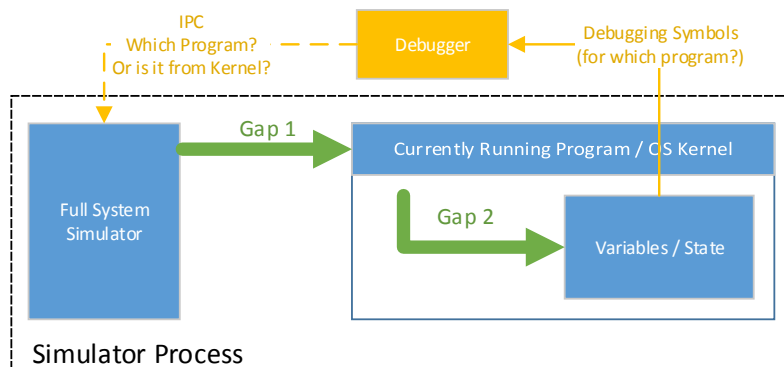 IPC
Which Program?
Or is it from Kernel?
Debugger
Debugging Symbols
(for which program?)
Gap 1
Currently Running Program / OS Kernel
Full System
Simulator
Gap 2
Variables / State
Simulator Process